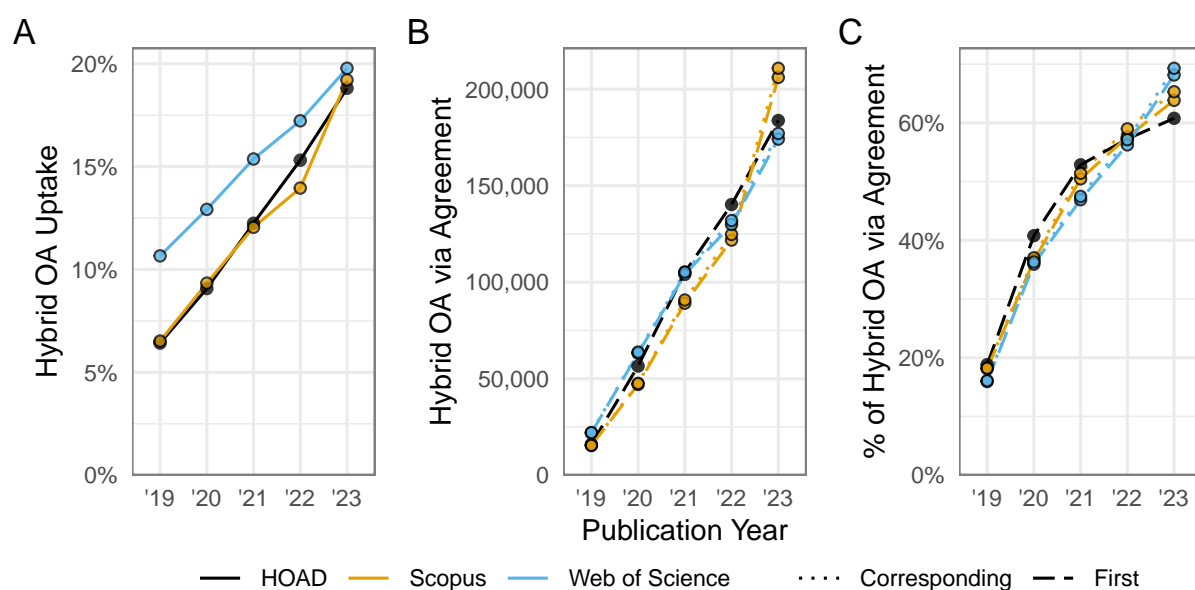 A
Hybrid OA Uptake
20%
15%
10%
5%
0%
'19 '20 '21 '22 '23
B
Hybrid OA via Agreement
200,000
150,000
100,000
50,000
0
'19 '20 '21 '22 '23
C
% of Hybrid OA via Agreement
60%
40%
20%
0%
'19 '20 '21 '22 '23
Publication Year
HOAD Scopus Web of Science Corresponding First